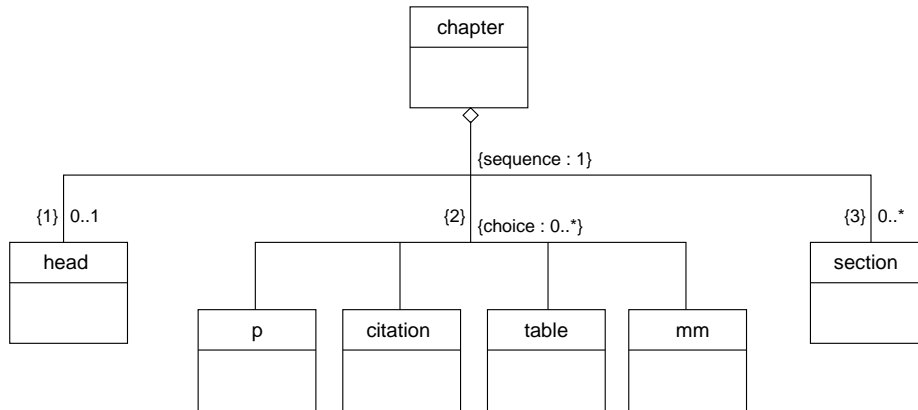 chapter
{sequence : 1}
{1} 0..1
{2}
{choice : 0..*}
{3} 0..*
head
section
p
citation
table
mm